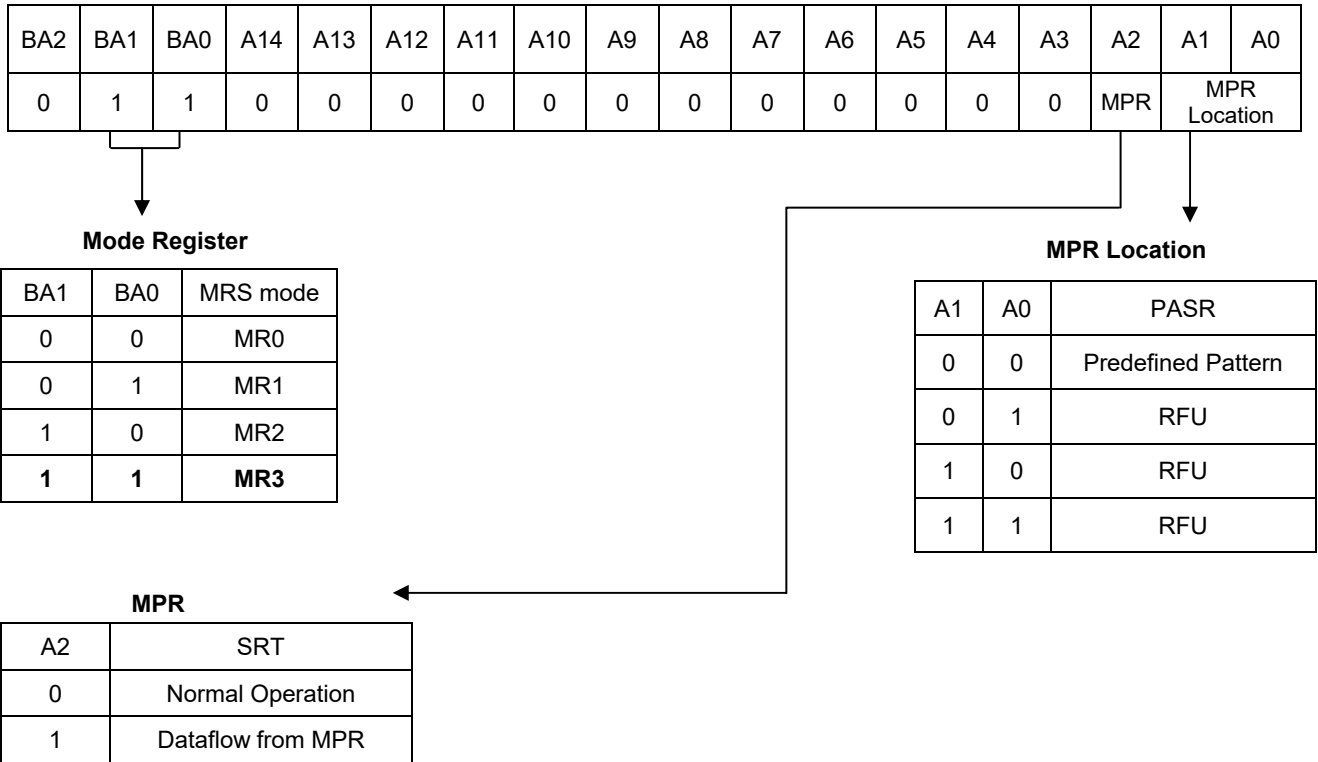 BA2 BA1 BA0 A14 A13 A12 A11 A10 A9 A8 A7 A6 A5 A4 A3 A2 A1 A0
0 1 1 0 0 0 0 0 0 0 0 0 0 0 0 MPR MPR
Location
Mode Register
BA1 BA0 MRS mode
0 0 MR0
0 1 MR1
1 0 MR2
1 1 MR3
MPR Location
A1 A0 PASR
0 0 Predefined Pattern
0 1 RFU
1 0 RFU
1 1 RFU
MPR
A2 SRT
0 Normal Operation
1 Dataflow from MPR